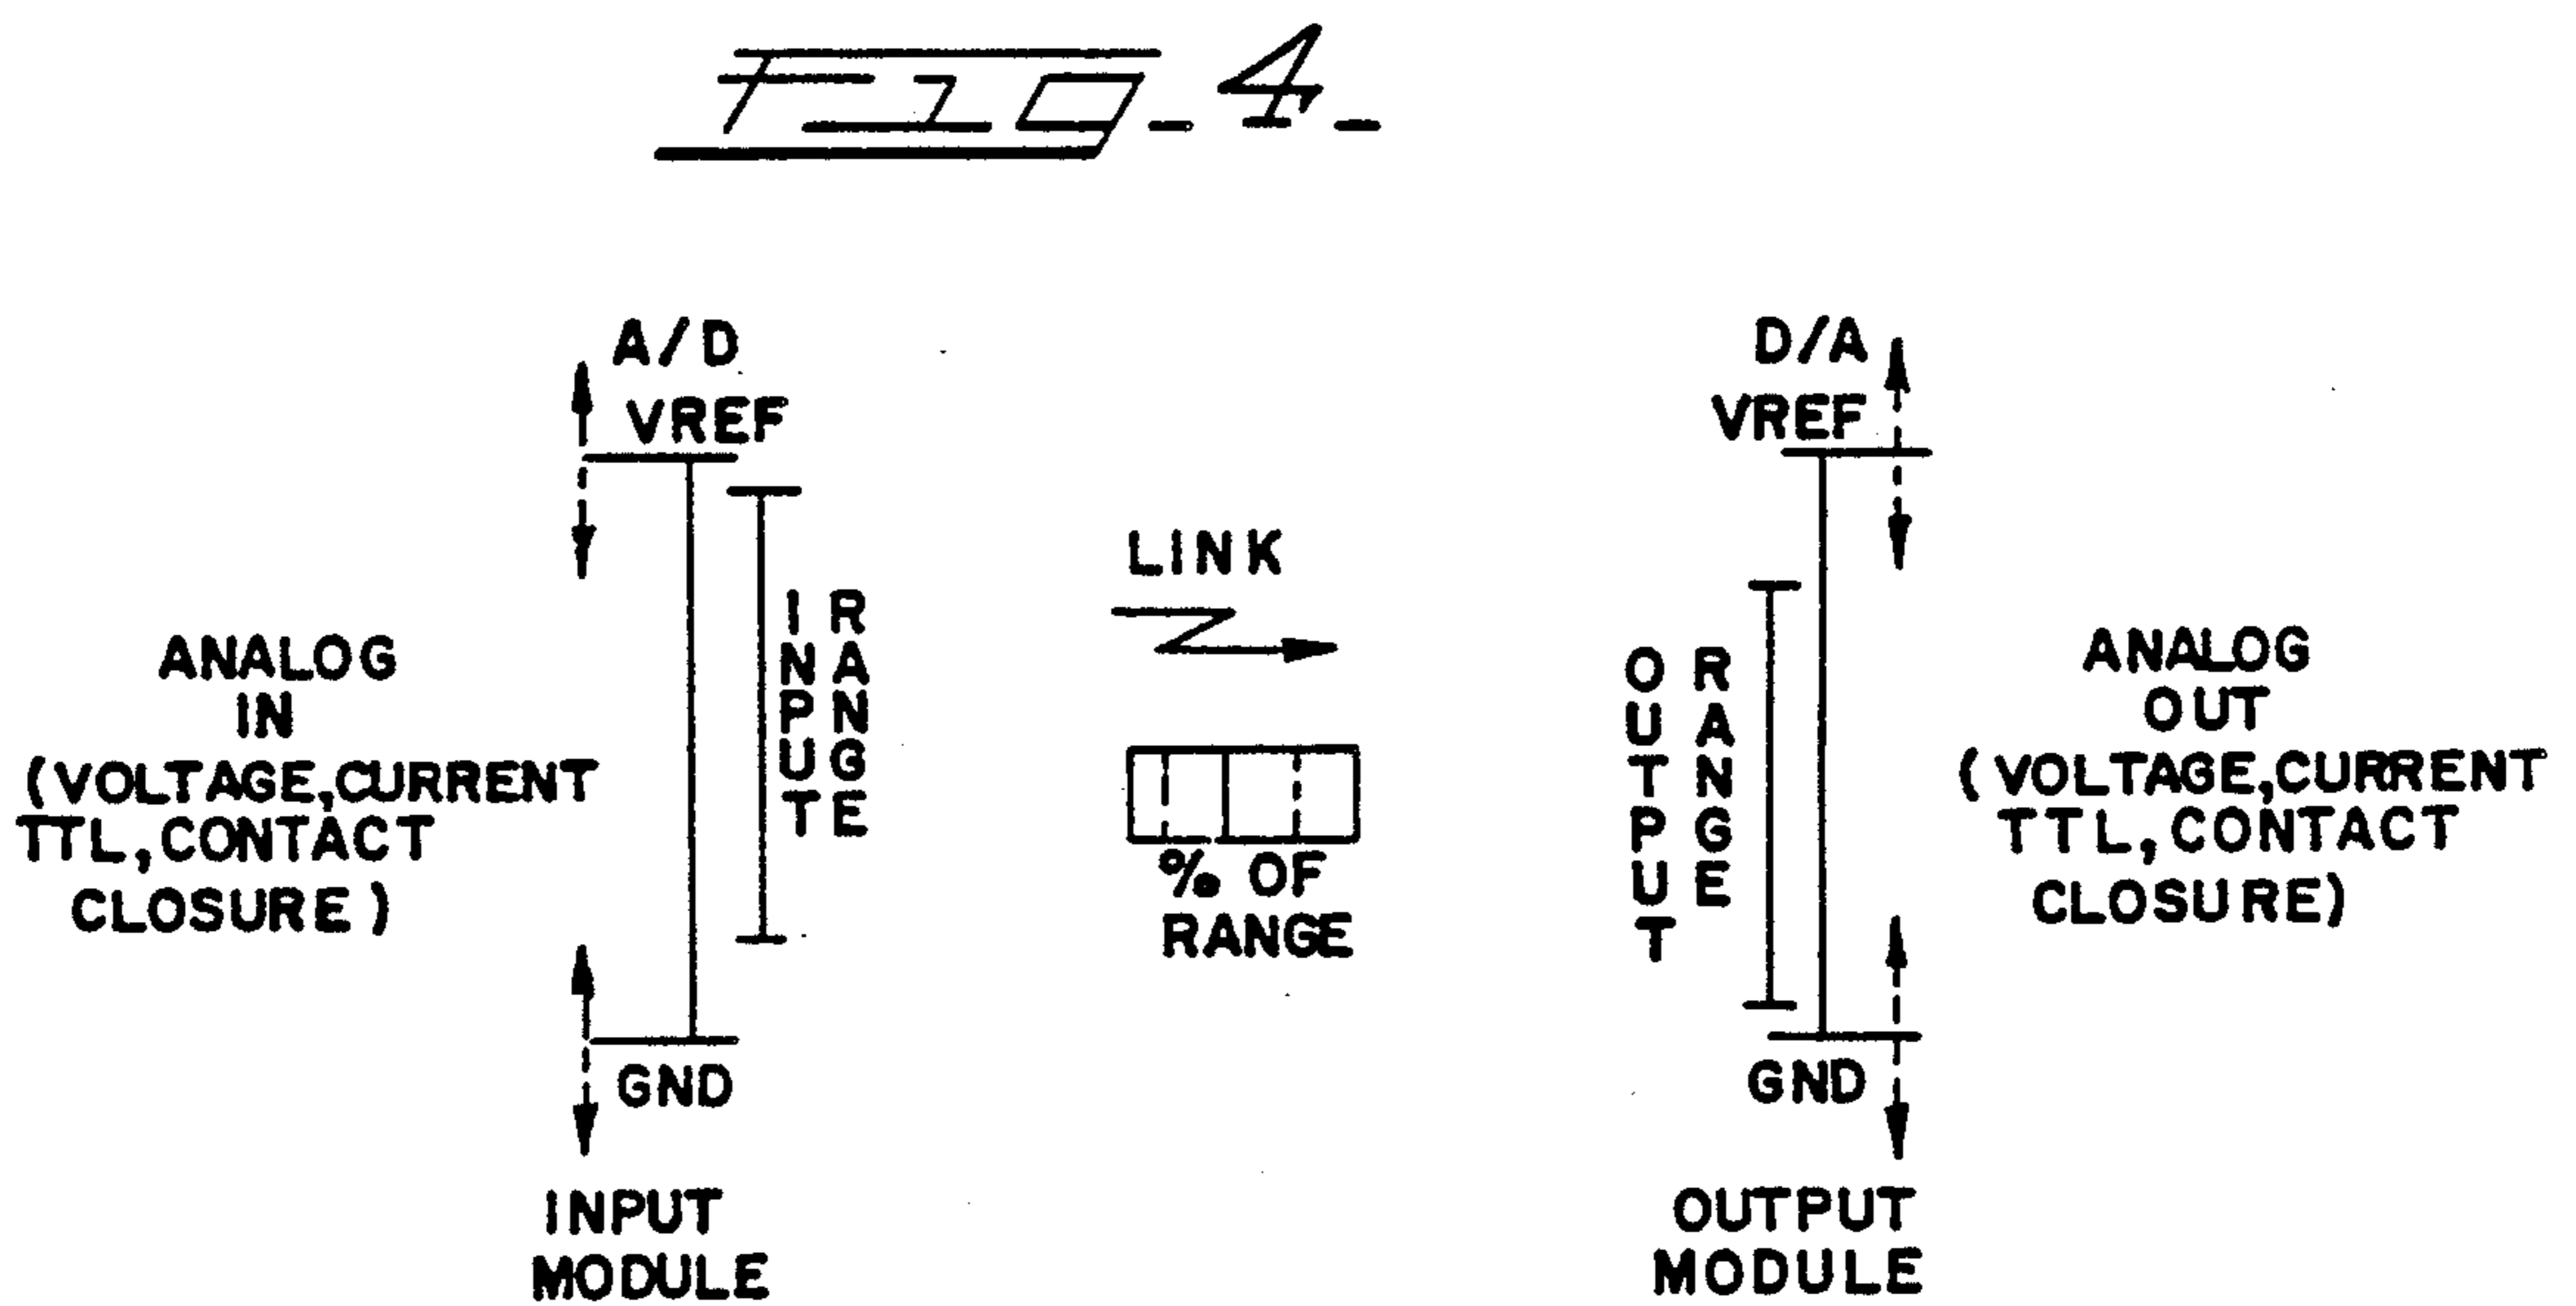 Fig. 4.
A/D
VREF
INPUT
RANGE
ANALOG
IN
(VOLTAGE,CURRENT
TTL,CONTACT
CLOSURE)
GND
INPUT
MODULE
LINK
% OF
RANGE
D/A
VREF
OUTPUT
RANGE
ANALOG
OUT
(VOLTAGE,CURRENT
TTL,CONTACT
CLOSURE)
GND
OUTPUT
MODULE